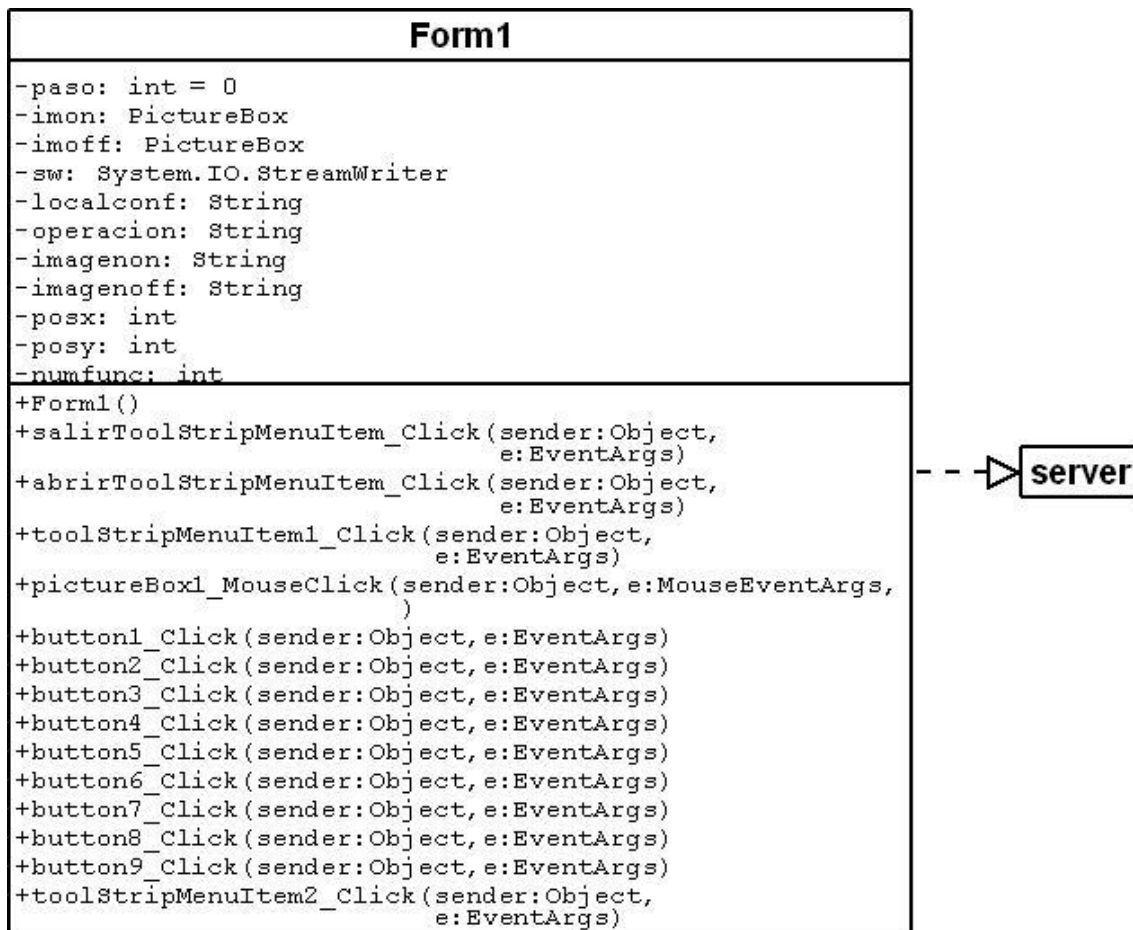 Form1
-paso: int = 0
-imon: PictureBox
-imoff: PictureBox
-sw: System.IO.StreamWriter
-localconf: String
-operacion: String
-imagenon: String
-imagenoff: String
-posx: int
-posy: int
-numfunc: int
+Form1()
+salirToolStripMenuItem_Click(sender:Object,
e:EventArgs)
+abrirToolStripMenuItem_Click(sender:Object,
e:EventArgs)
+toolStripMenuItem1_Click(sender:Object,
e:EventArgs)
+pictureBox1_MouseClick(sender:Object,e:MouseEventArgs,
)
+button1_Click(sender:Object,e:EventArgs)
+button2_Click(sender:Object,e:EventArgs)
+button3_Click(sender:Object,e:EventArgs)
+button4_Click(sender:Object,e:EventArgs)
+button5_Click(sender:Object,e:EventArgs)
+button6_Click(sender:Object,e:EventArgs)
+button7_Click(sender:Object,e:EventArgs)
+button8_Click(sender:Object,e:EventArgs)
+button9_Click(sender:Object,e:EventArgs)
+toolStripMenuItem2_Click(sender:Object,
e:EventArgs)
server